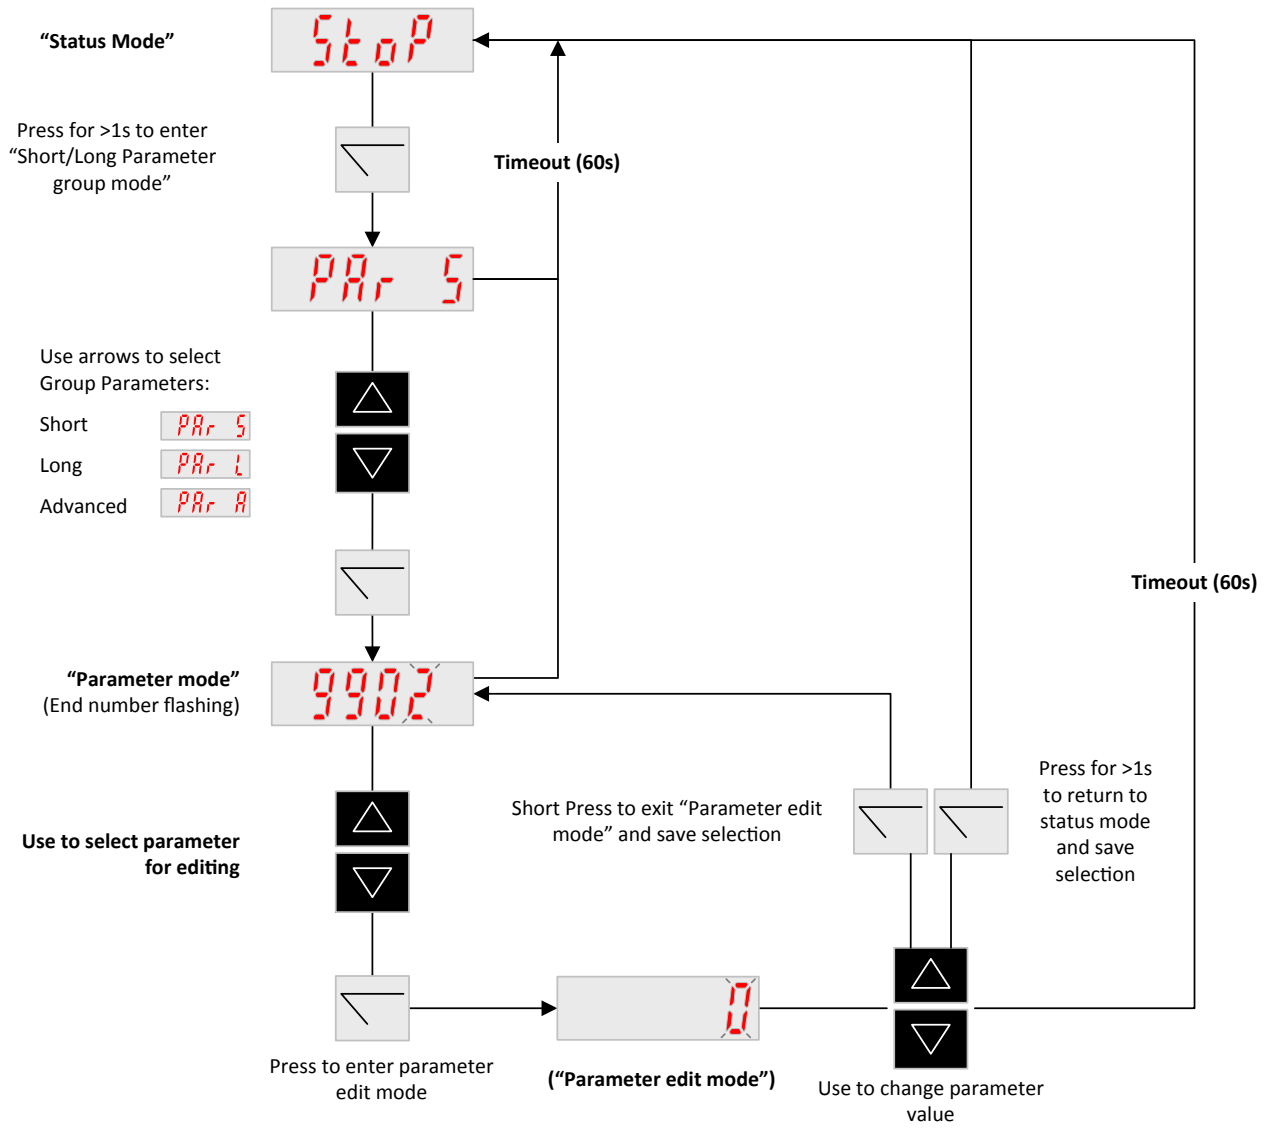 “Status Mode”
StoP
Press for >1s to enter
“Short/Long Parameter
group mode”
Timeout (60s)
PAr S
Use arrows to select
Group Parameters:
Short PAr S
Long PAr L
Advanced PAr A
Timeout (60s)
“Parameter mode”
(End number flashing)
9902
Use to select parameter
for editing
Short Press to exit “Parameter edit
mode” and save selection
Press for >1s
to return to
status mode
and save
selection
0
Press to enter parameter
edit mode
(“Parameter edit mode”)
Use to change parameter
value